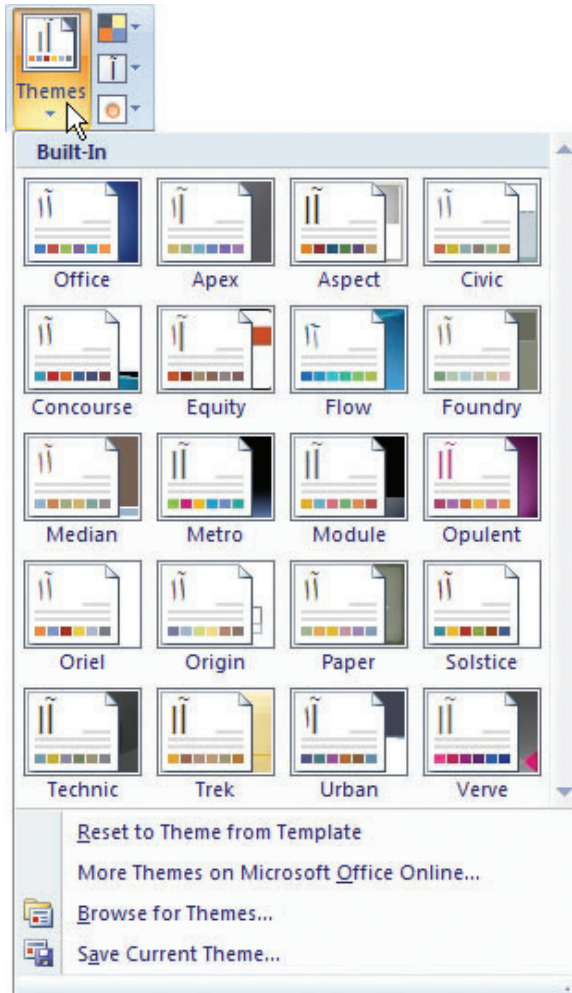 Themes
Built-In
Office Apex Aspect Civic
Concourse Equity Flow Foundry
Median Metro Module Opulent
Oriel Origin Paper Solstice
Technic Trek Urban Verve
Reset to Theme from Template
More Themes on Microsoft Office Online...
Browse for Themes...
Save Current Theme...